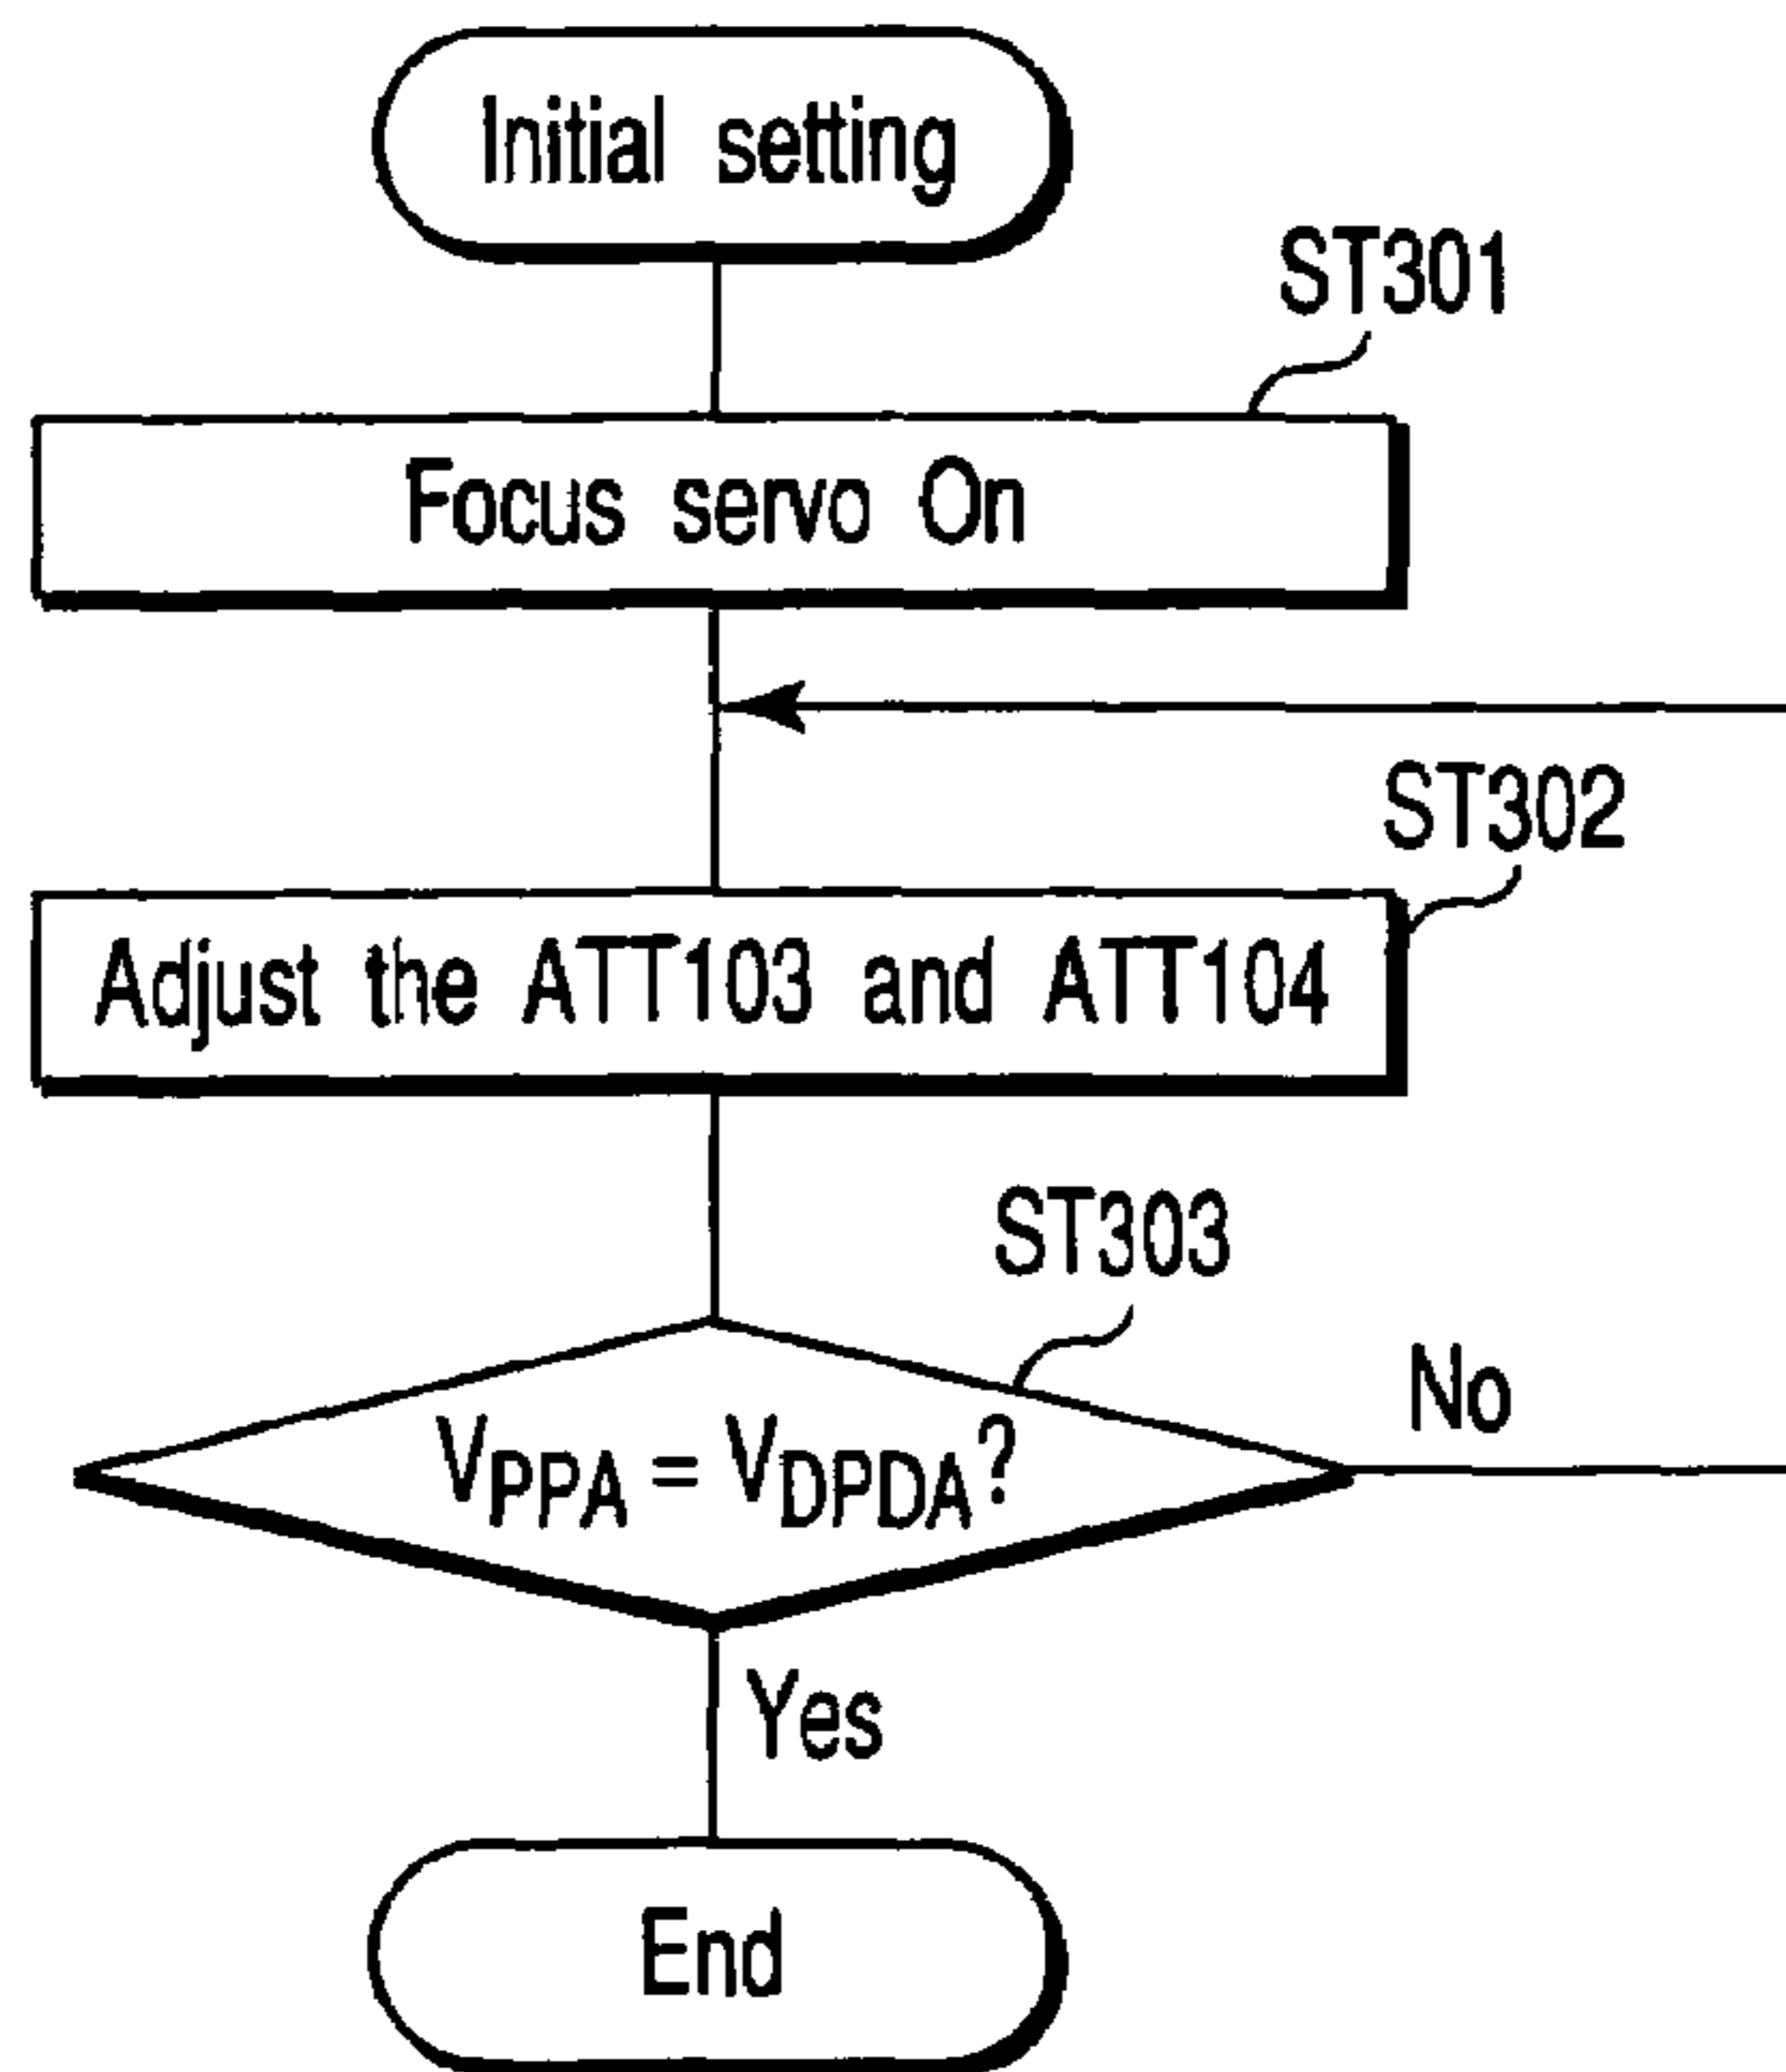 Initial setting
ST301
Focus servo On
ST302
Adjust the ATT103 and ATT104
ST303
No
VPPA = VDPDA?
Yes
End